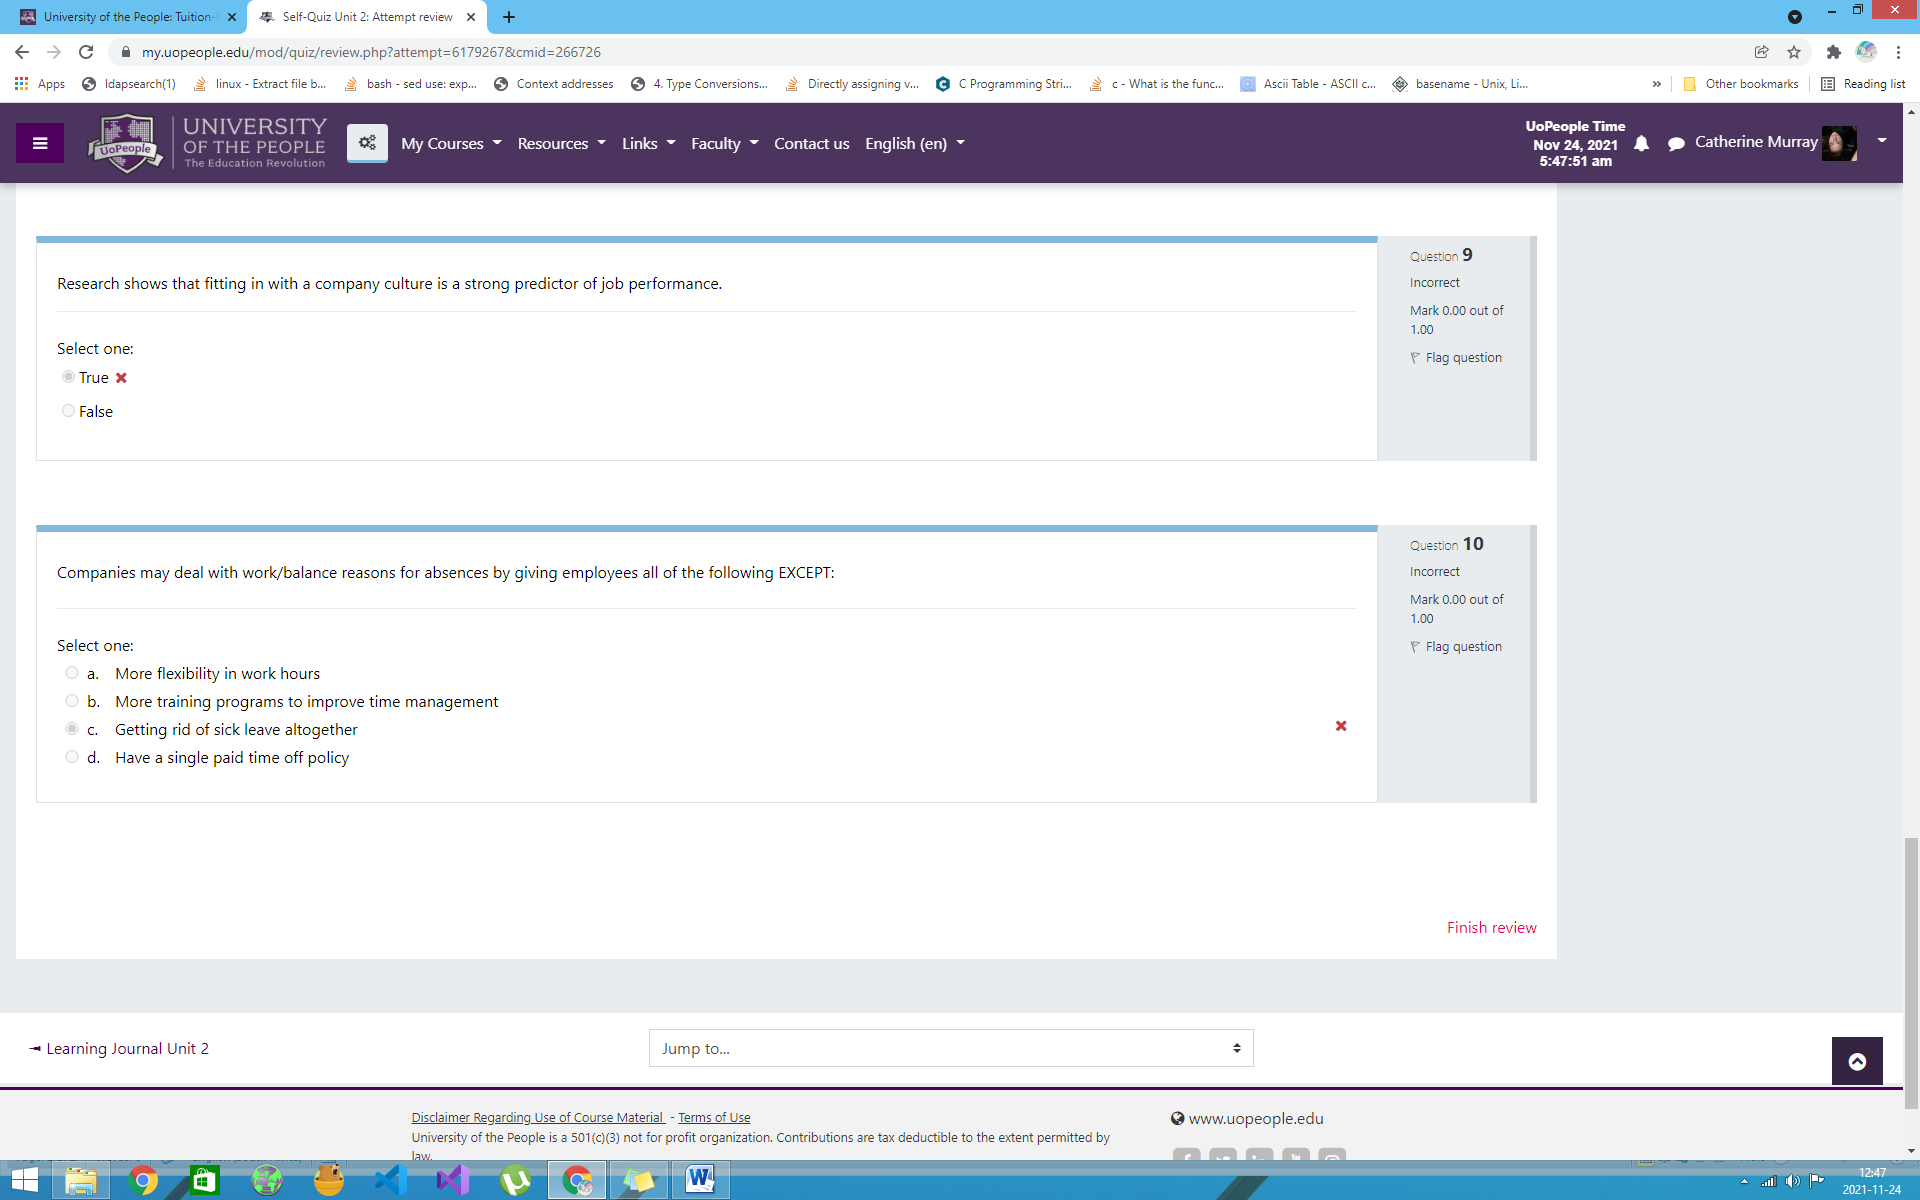 University of the People: Tuition-
Self-Quiz Unit 2: Attempt review
my.uopeople.edu/mod/quiz/review.php?attempt=6179267&cmid=266726
Apps ldapsearch(1) linux - Extract file b... bash - sed use: exp... Context addresses 4. Type Conversions... Directly assigning v... C Programming Stri... c - What is the func... Ascii Table - ASCII c... basename - Unix, Li... » Other bookmarks Reading list
UoPeople
UNIVERSITY
OF THE PEOPLE
The Education Revolution
My Courses Resources Links Faculty Contact us English (en)
UoPeople Time
Nov 24, 2021
5:47:51 am
Catherine Murray
Research shows that fitting in with a company culture is a strong predictor of job performance.
Select one:
True
False
Question 9
Incorrect
Mark 0.00 out of
1.00
Flag question
Companies may deal with work/balance reasons for absences by giving employees all of the following EXCEPT:
Select one:
a. More flexibility in work hours
b. More training programs to improve time management
c. Getting rid of sick leave altogether
d. Have a single paid time off policy
Question 10
Incorrect
Mark 0.00 out of
1.00
Flag question
Finish review
Learning Journal Unit 2
Jump to...
Disclaimer Regarding Use of Course Material - Terms of Use
University of the People is a 501(c)(3) not for profit organization. Contributions are tax deductible to the extent permitted by
law.
www.uopeople.edu
12:47
2021-11-24